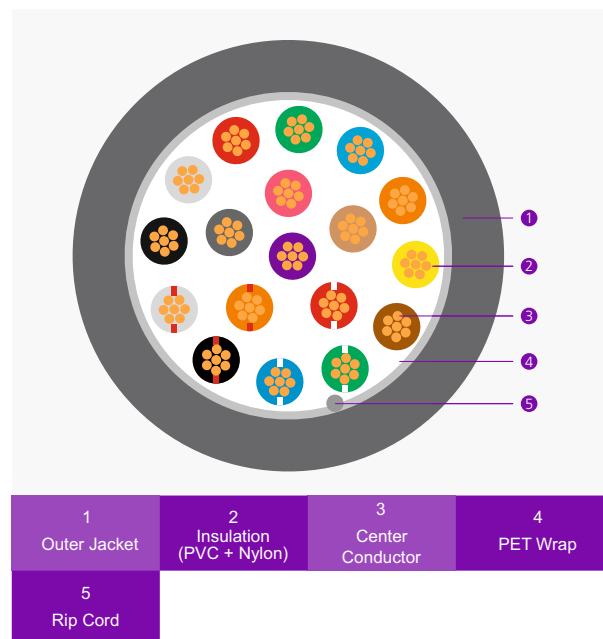 1
2
3
4
5
1
Outer Jacket
2
Insulation
(PVC + Nylon)
3
Center
Conductor
4
PET Wrap
5
Rip Cord